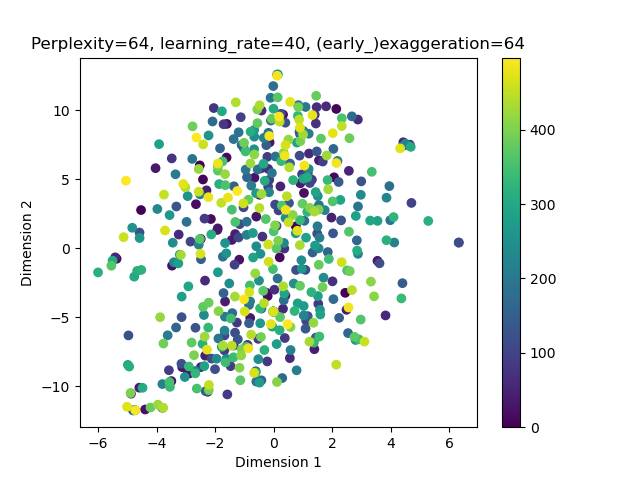 Perplexity=64, learning_rate=40, (early_)exaggeration=64
10
5
0
−5
−10
Dimension 2
−6 −4 −2 0 2 4 6
Dimension 1
400
300
200
100
0